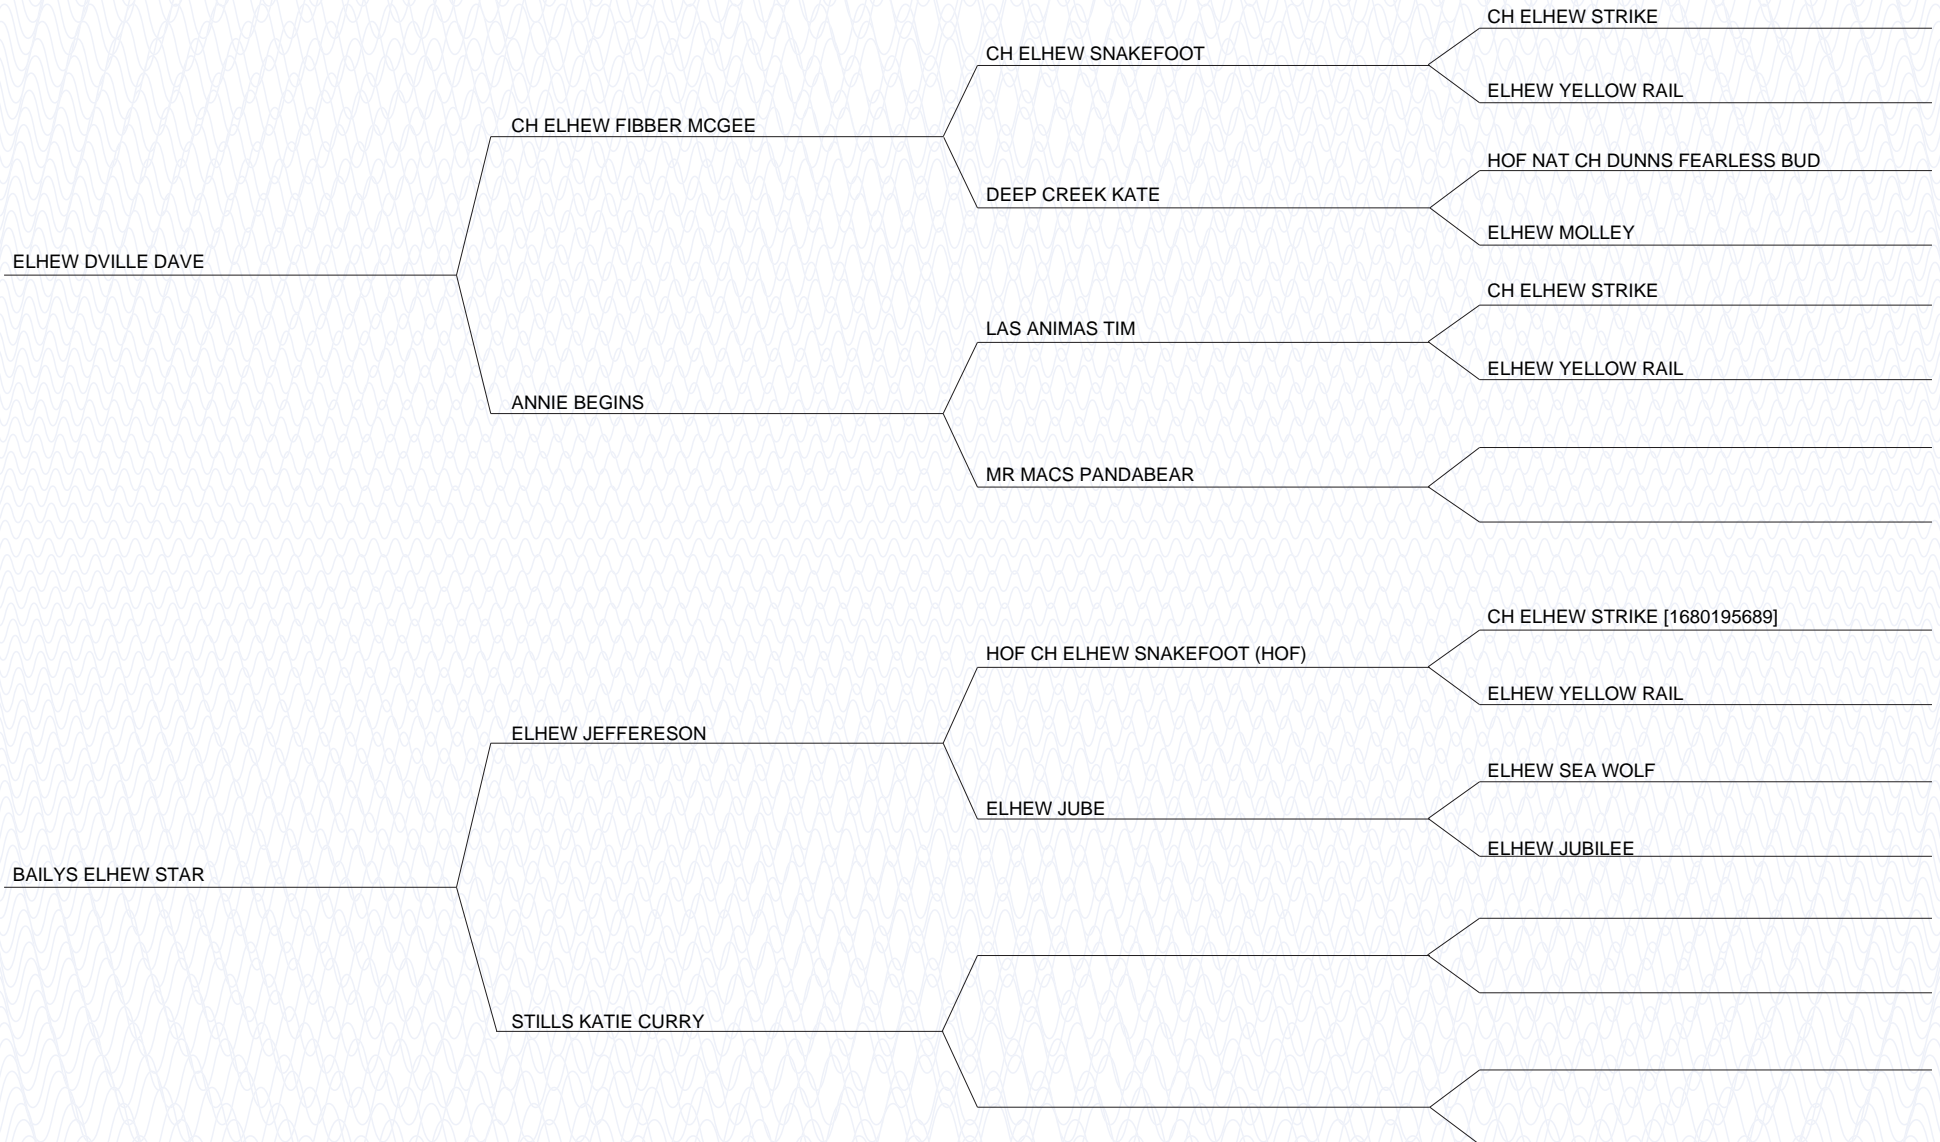 CH ELHEW STRIKE
CH ELHEW SNAKEFOOT
ELHEW YELLOW RAIL
CH ELHEW FIBBER MCGEE
HOF NAT CH DUNNS FEARLESS BUD
DEEP CREEK KATE
ELHEW MOLLEY
ELHEW DVILLE DAVE
CH ELHEW STRIKE
LAS ANIMAS TIM
ELHEW YELLOW RAIL
ANNIE BEGINS
MR MACS PANDABEAR
CH ELHEW STRIKE [1680195689]
HOF CH ELHEW SNAKEFOOT (HOF)
ELHEW YELLOW RAIL
ELHEW JEFFERESON
ELHEW SEA WOLF
ELHEW JUBE
ELHEW JUBILEE
BAILYS ELHEW STAR
STILLS KATIE CURRY